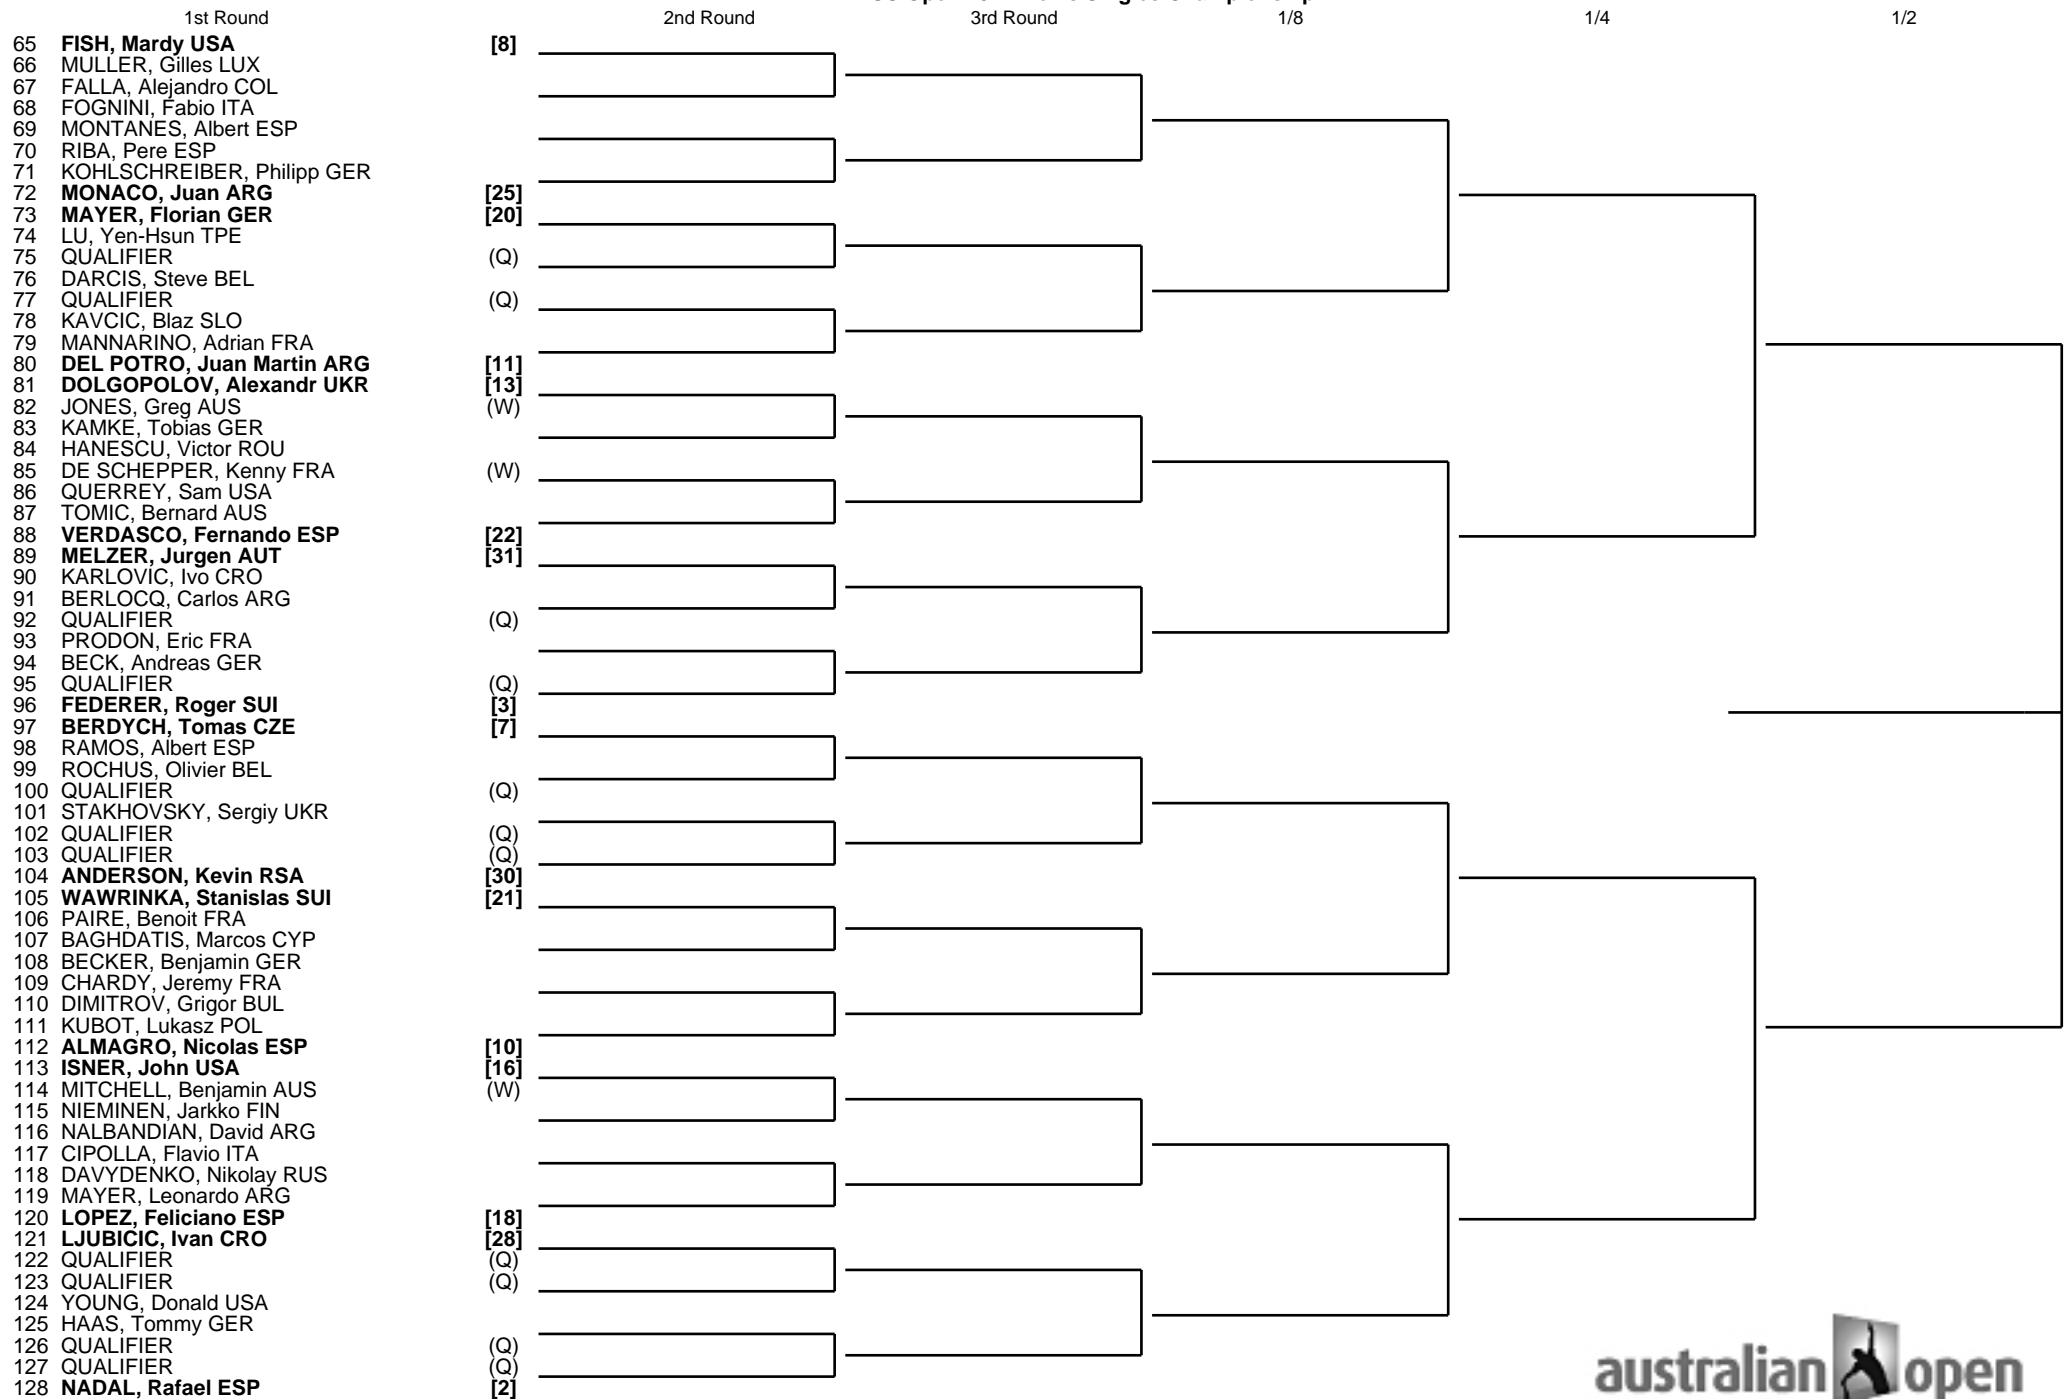 1st Round 2nd Round 3rd Round 1/8 1/4 1/2
65 FISH, Mardy USA [8]
66 MULLER, Gilles LUX
67 FALLA, Alejandro COL
68 FOGNINI, Fabio ITA
69 MONTANES, Albert ESP
70 RIBA, Pere ESP
71 KOHLSCHREIBER, Philipp GER
72 MONACO, Juan ARG [25]
73 MAYER, Florian GER [20]
74 LU, Yen-Hsun TPE
75 QUALIFIER (Q)
76 DARCIS, Steve BEL
77 QUALIFIER (Q)
78 KAVCIC, Blaz SLO
79 MANNARINO, Adrian FRA
80 DEL POTRO, Juan Martin ARG [11]
81 DOLGOPOLOV, Alexandr UKR [13]
82 JONES, Greg AUS (W)
83 KAMKE, Tobias GER
84 HANESCU, Victor ROU
85 DE SCHEPPER, Kenny FRA (W)
86 QUERREY, Sam USA
87 TOMIC, Bernard AUS
88 VERDASCO, Fernando ESP [22]
89 MELZER, Jurgen AUT [31]
90 KARLOVIC, Ivo CRO
91 BERLOCQ, Carlos ARG
92 QUALIFIER (Q)
93 PRODON, Eric FRA
94 BECK, Andreas GER
95 QUALIFIER (Q)
96 FEDERER, Roger SUI [3]
97 BERDYCH, Tomas CZE [7]
98 RAMOS, Albert ESP
99 ROCHUS, Olivier BEL
100 QUALIFIER (Q)
101 STAKHOVSKY, Sergiy UKR
102 QUALIFIER (Q)
103 QUALIFIER (Q)
104 ANDERSON, Kevin RSA [30]
105 WAWRINKA, Stanislas SUI [21]
106 PAIRE, Benoit FRA
107 BAGHDATIS, Marcos CYP
108 BECKER, Benjamin GER
109 CHARDY, Jeremy FRA
110 DIMITROV, Grigor BUL
111 KUBOT, Lukasz POL
112 ALMAGRO, Nicolas ESP [10]
113 ISNER, John USA [16]
114 MITCHELL, Benjamin AUS (W)
115 NIEMINEN, Jarkko FIN
116 NALBANDIAN, David ARG
117 CIPOLLA, Flavio ITA
118 DAVYDENKO, Nikolay RUS
119 MAYER, Leonardo ARG
120 LOPEZ, Feliciano ESP [18]
121 LJUBICIC, Ivan CRO [28]
122 QUALIFIER (Q)
123 QUALIFIER (Q)
124 YOUNG, Donald USA
125 HAAS, Tommy GER
126 QUALIFIER (Q)
127 QUALIFIER (Q)
128 NADAL, Rafael ESP [2]
australian open